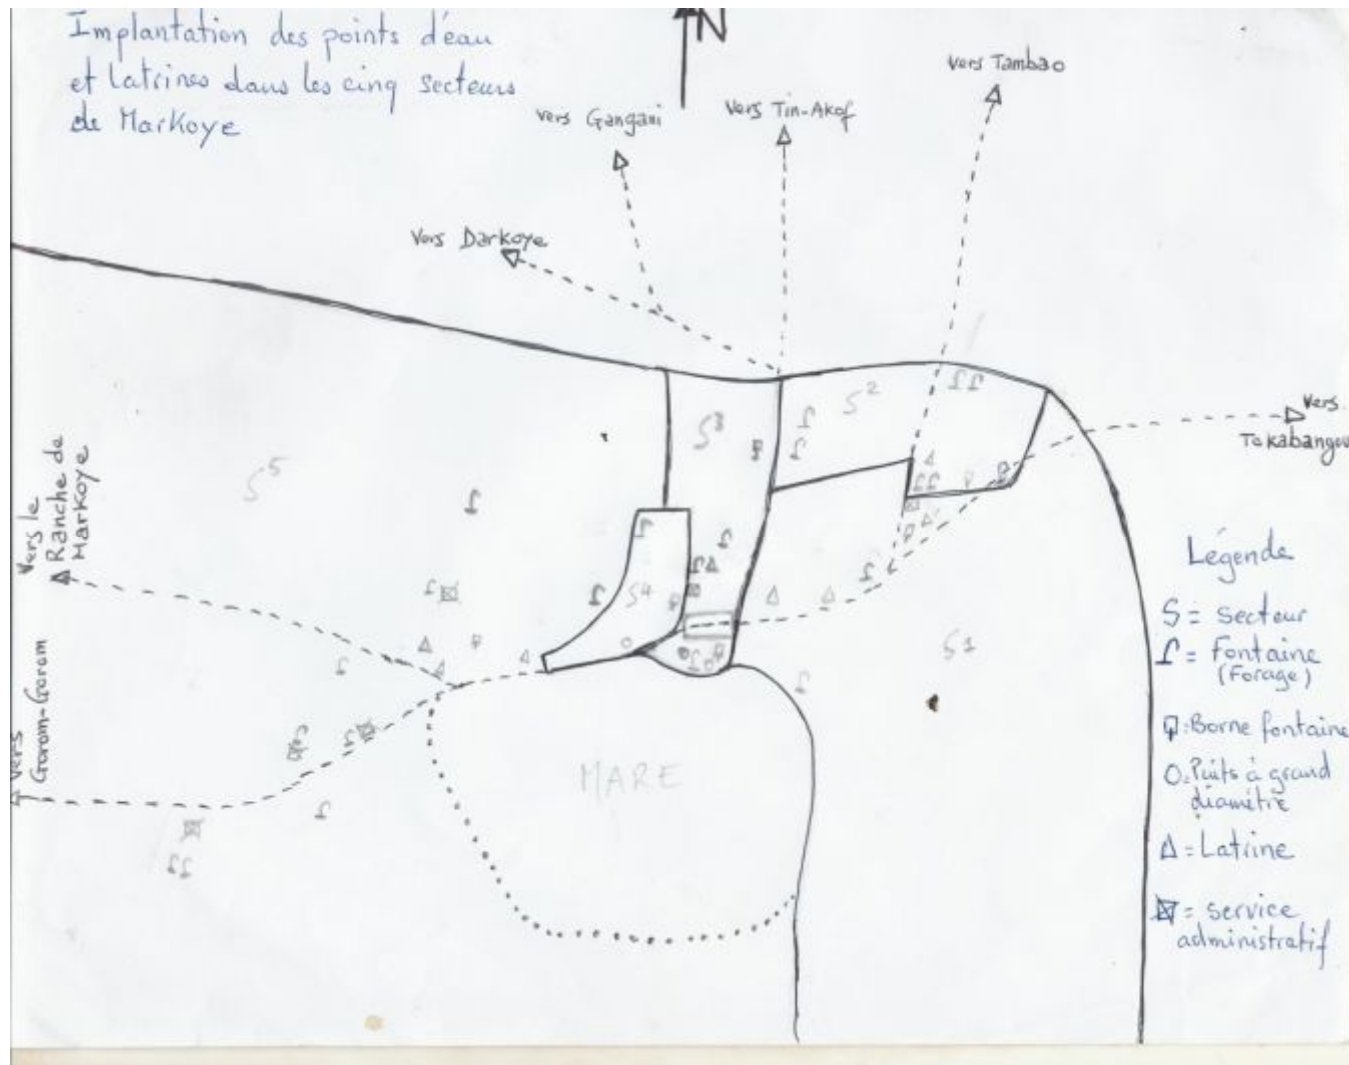 Implantation des points d'eau
et Latrines dans les cinq secteurs
de Markoye
N
vers Tambao
vers Gangani
vers Tin-Akof
vers Darkoye
vers
Takabangou
S2
S3
S5
S4
S1
vers le
Ranche de
Markoye
vers
Gorom-Gorom
MARE
Légende
S = secteur
= Fontaine
(Forage)
: Borne fontaine
O: Puits à grand
diamètre
Δ = Latrine
= service
administratif